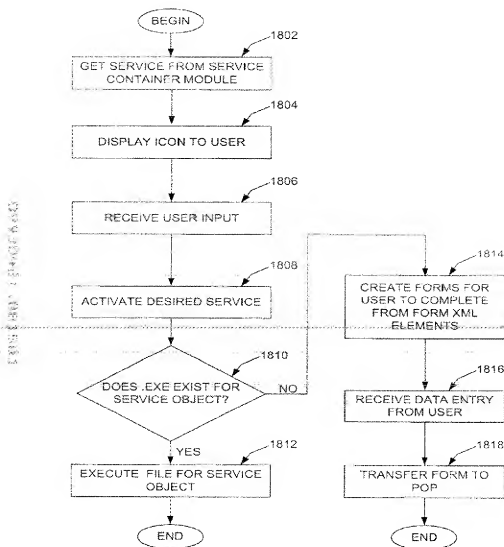 BEGIN
1802
GET SERVICE FROM SERVICE
CONTAINER MODULE
1804
DISPLAY ICON TO USER
1806
RECEIVE USER INPUT
1808
ACTIVATE DESIRED SERVICE
1810
DOES .EXE EXIST FOR
SERVICE OBJECT?
NO
YES
1812
EXECUTE FILE FOR SERVICE
OBJECT
END
1814
CREATE FORMS FOR
USER TO COMPLETE
FROM FORM XML
ELEMENTS
1816
RECEIVE DATA ENTRY
FROM USER
1818
TRANSFER FORM TO
POP
END